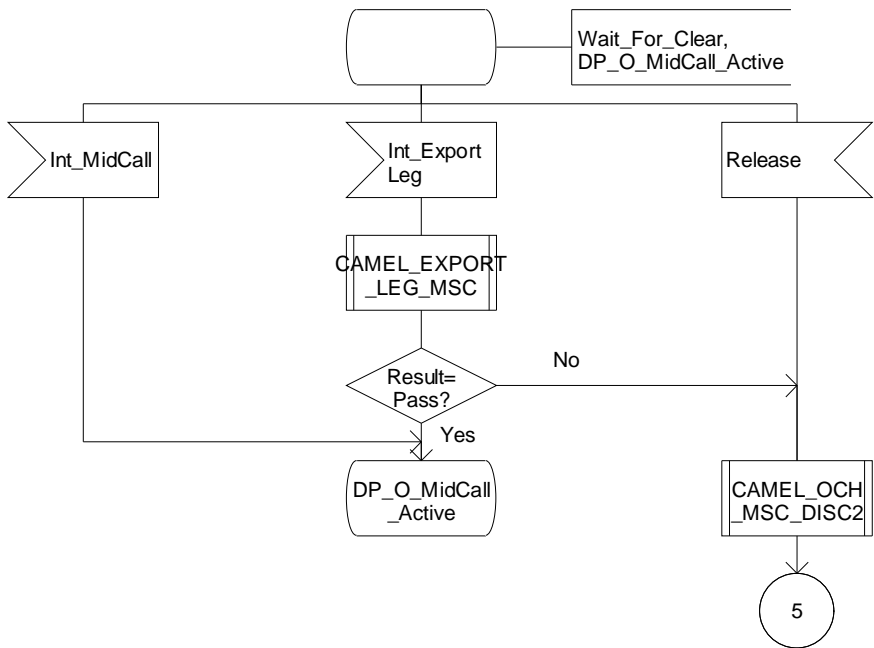 Wait_For_Clear,
DP_O_MidCall_Active
Int_MidCall
Int_Export
Leg
Release
CAMEL_EXPORT
_LEG_MSC
Result=
Pass?
No
Yes
DP_O_MidCall
_Active
CAMEL_OCH
_MSC_DISC2
5